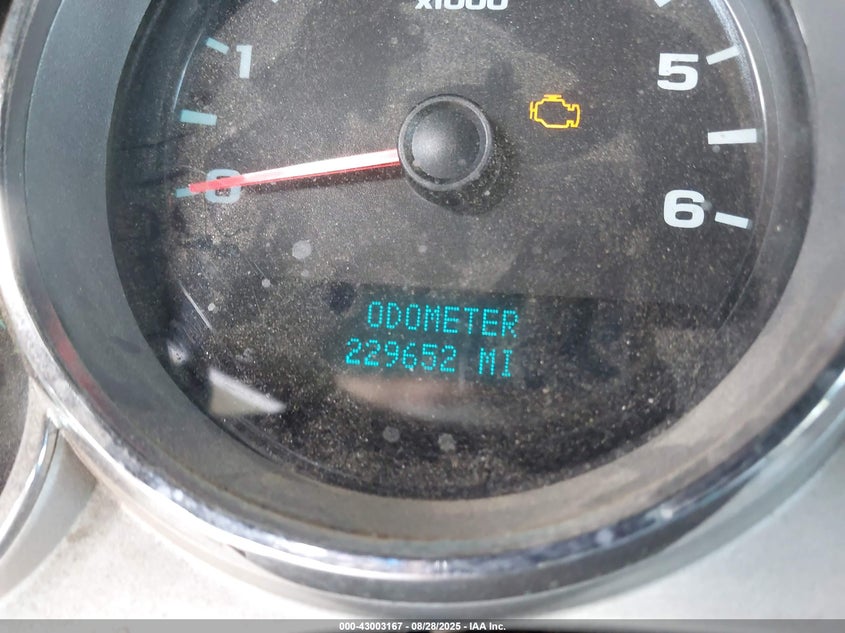 x1000
1
5
0
6
ODOMETER
229652 MI
000-43003167 - 08/28/2025 - IAA Inc.